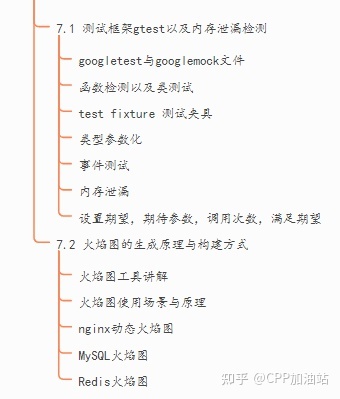 7.1 测试框架gtest以及内存泄漏检测
googletest与googlemock文件
函数检测以及类测试
test fixture 测试夹具
类型参数化
事件测试
内存泄漏
设置期望，期待参数，调用次数，满足期望
7.2 火焰图的生成原理与构建方式
火焰图工具讲解
火焰图使用场景与原理
nginx动态火焰图
MySQL火焰图
Redis火焰图
知乎 @CPP加油站